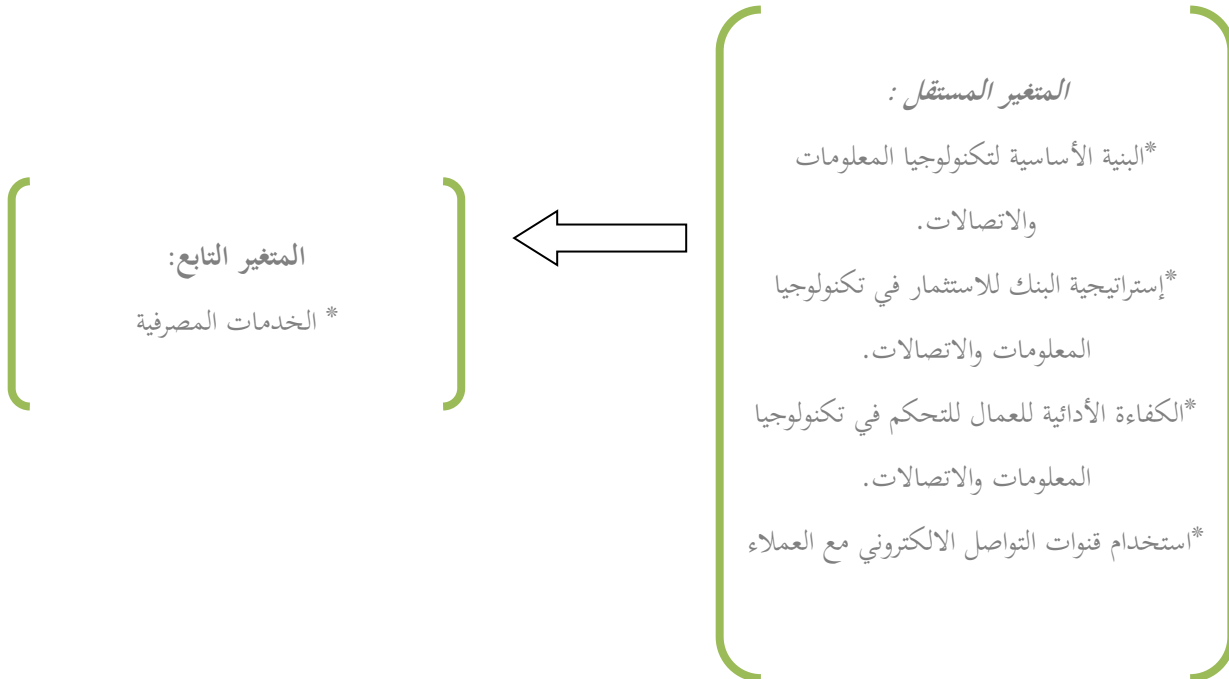 المتغير المستقل :
*البنية الأساسية لتكنولوجيا المعلومات
والاتصالات.
*إستراتيجية البنك للاستثمار في تكنولوجيا
المعلومات والاتصالات.
*الكفاءة الأدائية للعمال للتحكم في تكنولوجيا
المعلومات والاتصالات.
*استخدام قنوات التواصل الالكتروني مع العملاء
المتغير التابع:
* الخدمات المصرفية